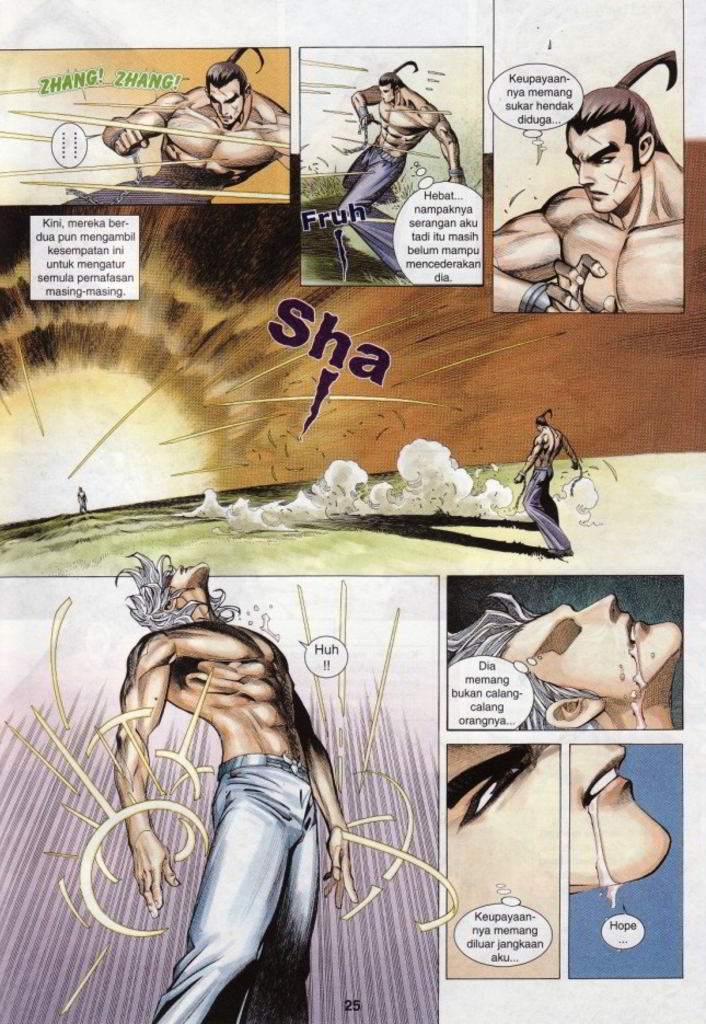 ZHANG! ZHANG!
Kini, mereka ber-
dua pun mengambil
kesempatan ini
untuk mengatur
semula pernafasan
masing-masing.
Fruh
Hebat...
nampaknya
serangan aku
tadi itu masih
belum mampu
mencederakan
dia.
Keupayaan-
nya memang
sukar hendak
diduga...
Sha
Huh
!!
Dia
memang
bukan calang-
calang
orangnya...
Keupayaan-
nya memang
diluar jangkaan
aku...
Hope
...
25